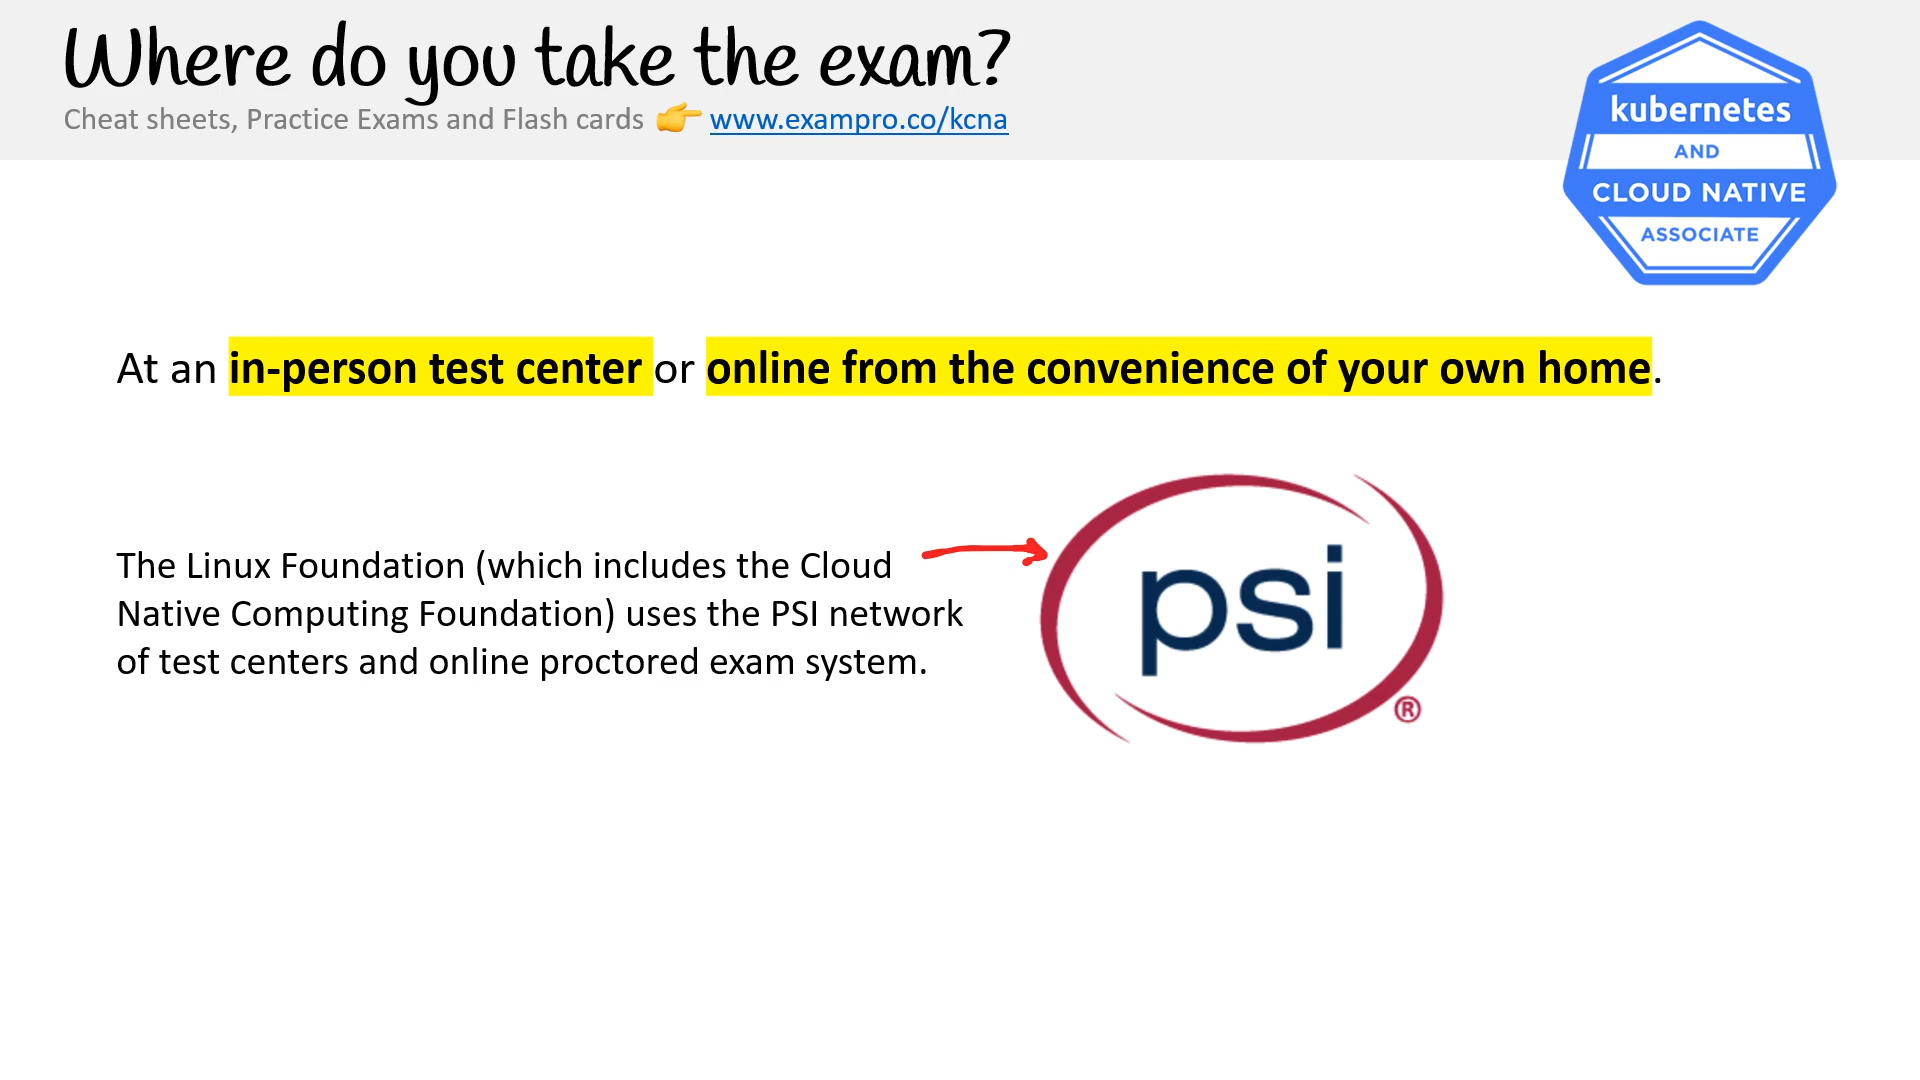 Where do you take the exam?
Cheat sheets, Practice Exams and Flash cards 👉 www.exampro.co/kcna
kubernetes
AND
CLOUD NATIVE
ASSOCIATE
At an in-person test center or online from the convenience of your own home.
The Linux Foundation (which includes the Cloud
Native Computing Foundation) uses the PSI network
of test centers and online proctored exam system.
psi
®